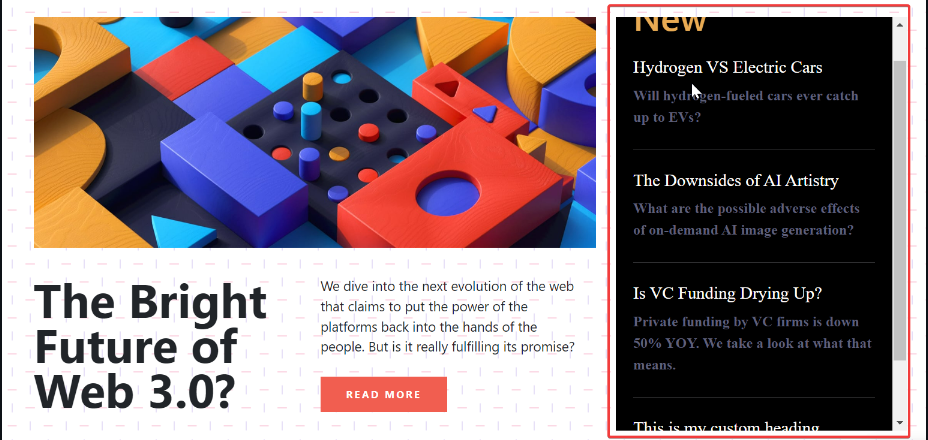 The Bright
Future of
Web 3.0?
We dive into the next evolution of the web
that claims to put the power of the
platforms back into the hands of the
people. But is it really fulfilling its promise?
READ MORE
New
Hydrogen VS Electric Cars
Will hydrogen-fueled cars ever catch
up to EVs?
The Downsides of AI Artistry
What are the possible adverse effects
of on-demand AI image generation?
Is VC Funding Drying Up?
Private funding by VC firms is down
50% YOY. We take a look at what that
means.
This is my custom heading